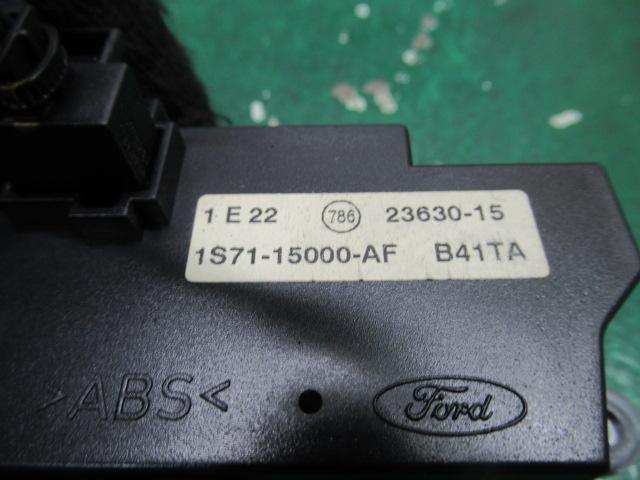 1 E 22 786 23630-15
1S71-15000-AF B41TA
>ABS< Ford